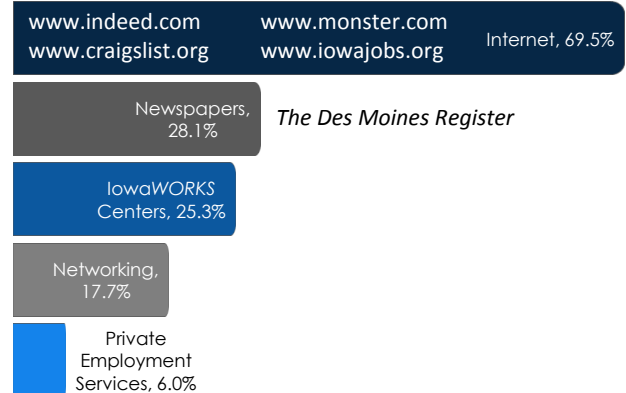 www.indeed.com www.monster.com
www.craigslist.org www.iowajobs.org
Internet, 69.5%
Newspapers,
28.1%
The Des Moines Register
IowaWORKS
Centers, 25.3%
Networking,
17.7%
Private
Employment
Services, 6.0%